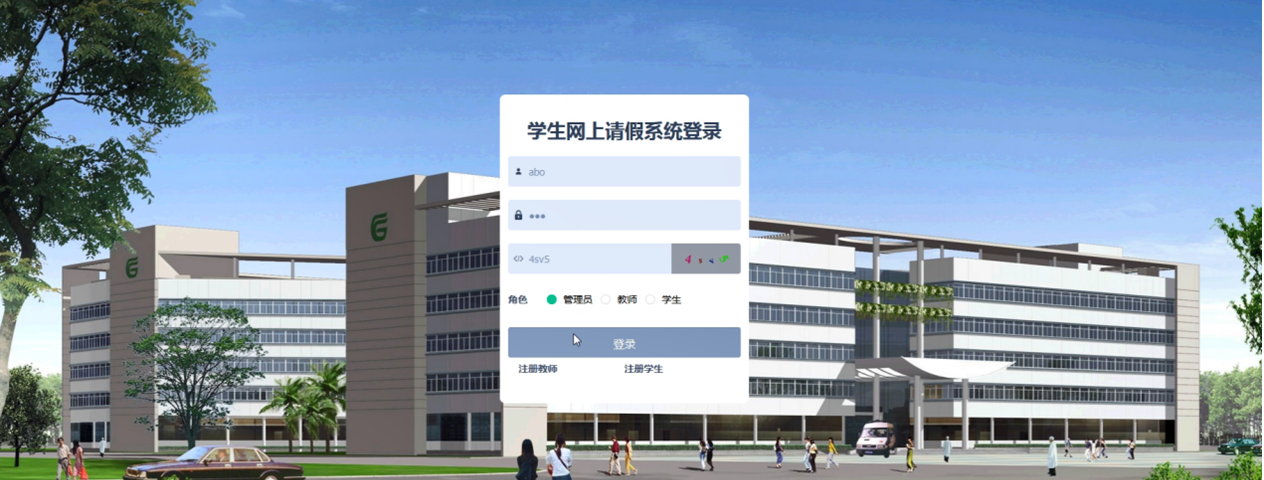 学生网上请假系统登录
abo
●●●
4sv5
4 s v 5
角色 管理员 教师 学生
登录
注册教师 注册学生